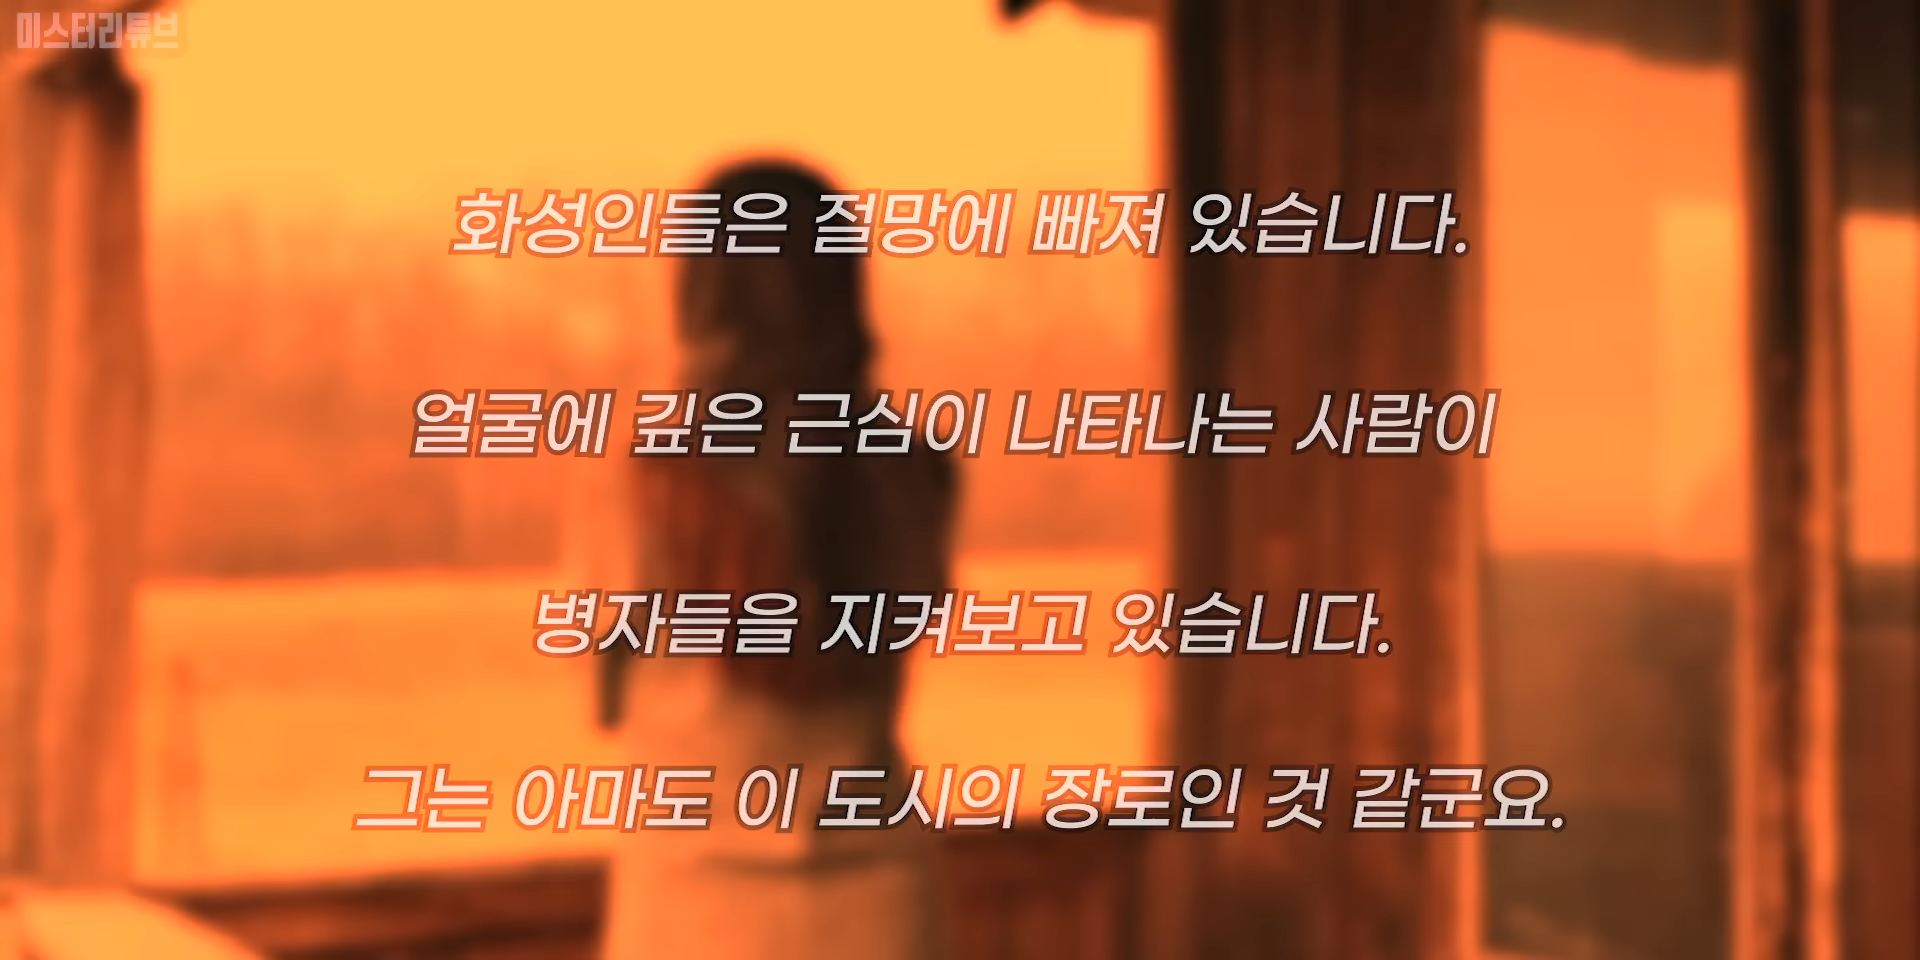 미스터리튜브
화성인들은 절망에 빠져 있습니다.
얼굴에 깊은 근심이 나타나는 사람이
병자들을 지켜보고 있습니다.
그는 아마도 이 도시의 장로인 것 같군요.